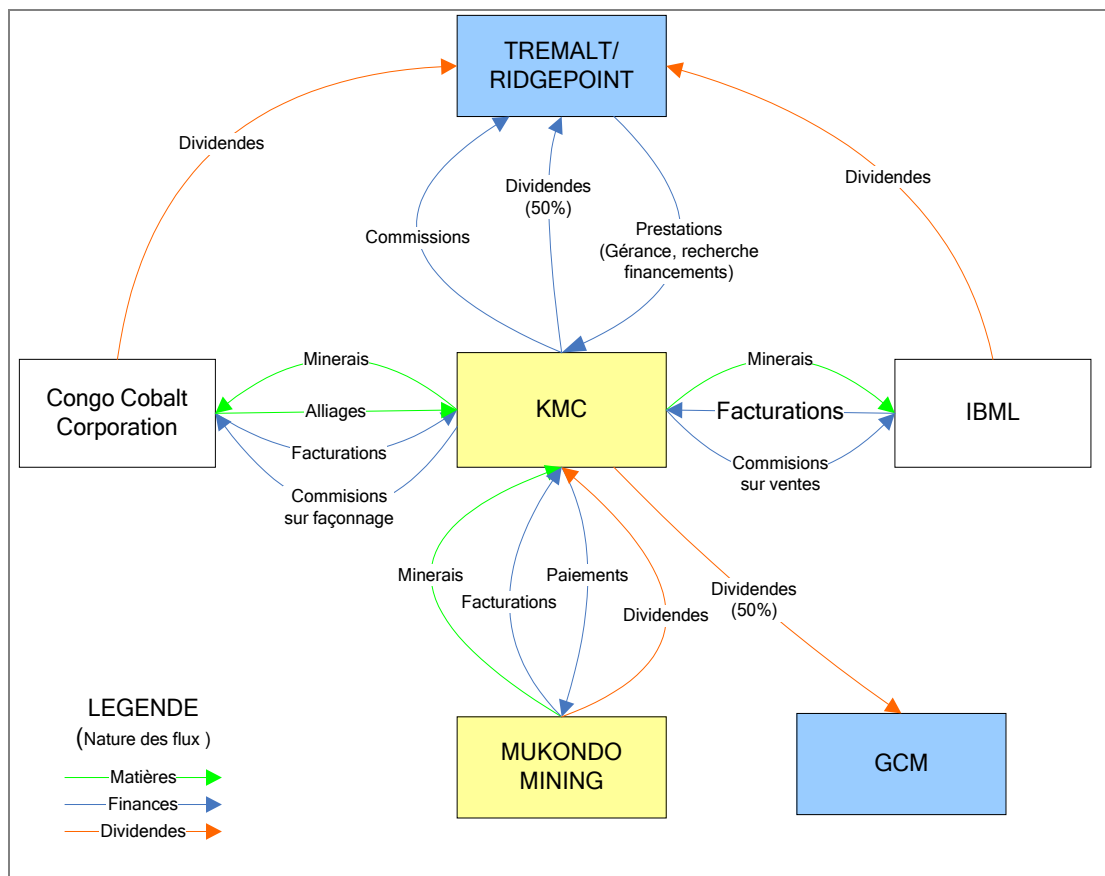 TREMALT/
RIDGEPOINT
Dividendes
Dividendes
Dividendes
(50%)
Commissions
Prestations
(Gérance, recherche
financements)
Minerais
Minerais
Congo Cobalt
Corporation
Alliages
KMC
Facturations
IBML
Facturations
Commisions
sur ventes
Commisions
sur façonnage
Minerais
Paiements
Facturations
Dividendes
Dividendes
(50%)
LEGENDE
(Nature des flux )
MUKONDO
MINING
GCM
Matières
Finances
Dividendes